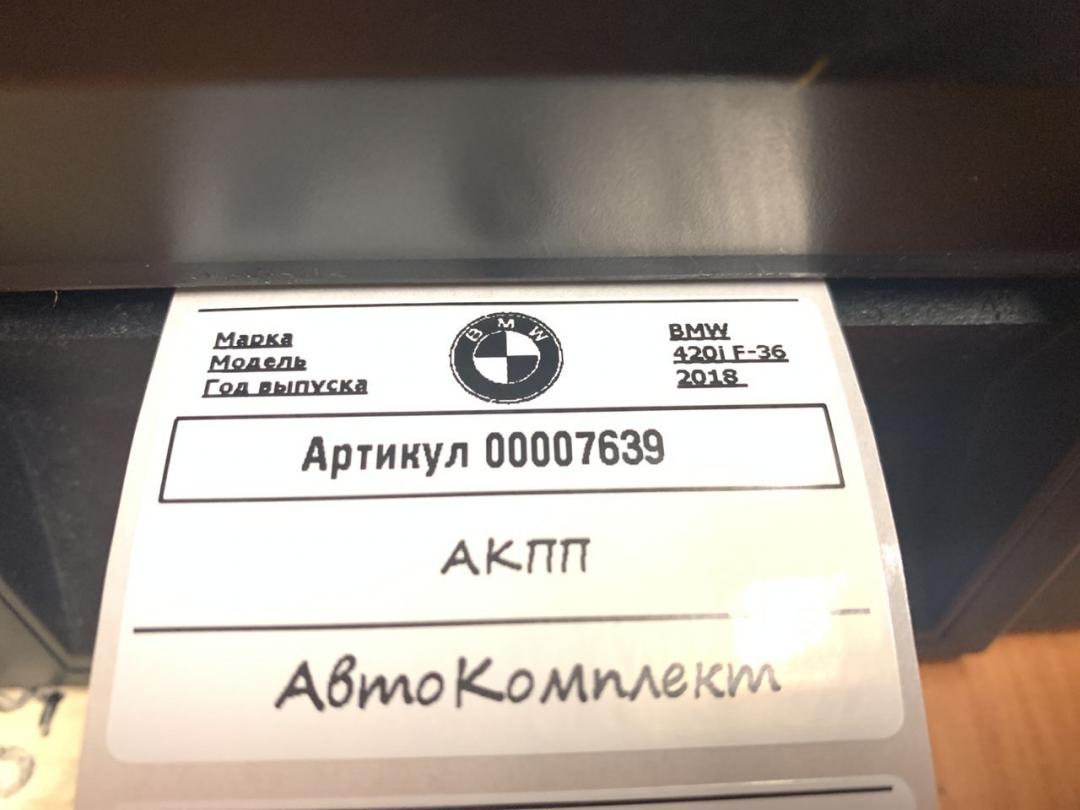 Марка BMW BMW
Модель 420i F-36
Год выпуска 2018
Артикул 00007639
АКПП
АвтоКомплект